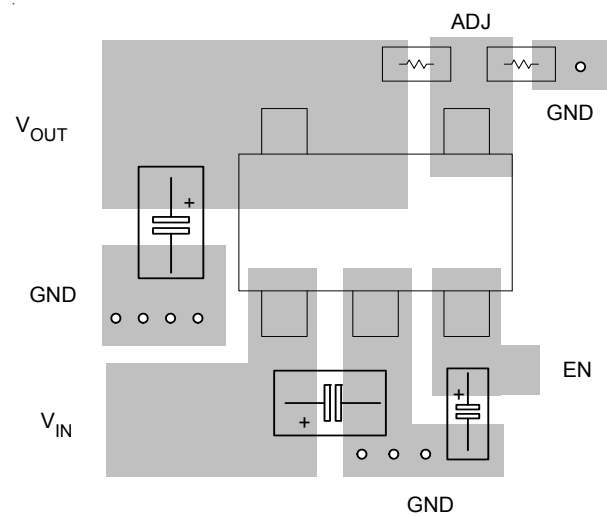 ADJ
V_OUT
GND
+
GND
EN
+
+
V_IN
GND